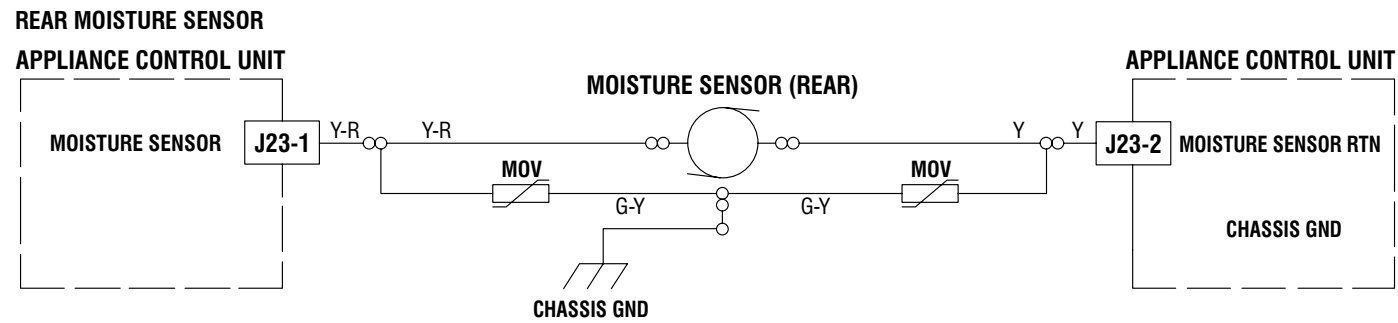 REAR MOISTURE SENSOR
APPLIANCE CONTROL UNIT
APPLIANCE CONTROL UNIT
MOISTURE SENSOR (REAR)
MOISTURE SENSOR
J23-1
Y-R
Y-R
Y
Y
J23-2
MOISTURE SENSOR RTN
MOV
MOV
G-Y
G-Y
CHASSIS GND
CHASSIS GND